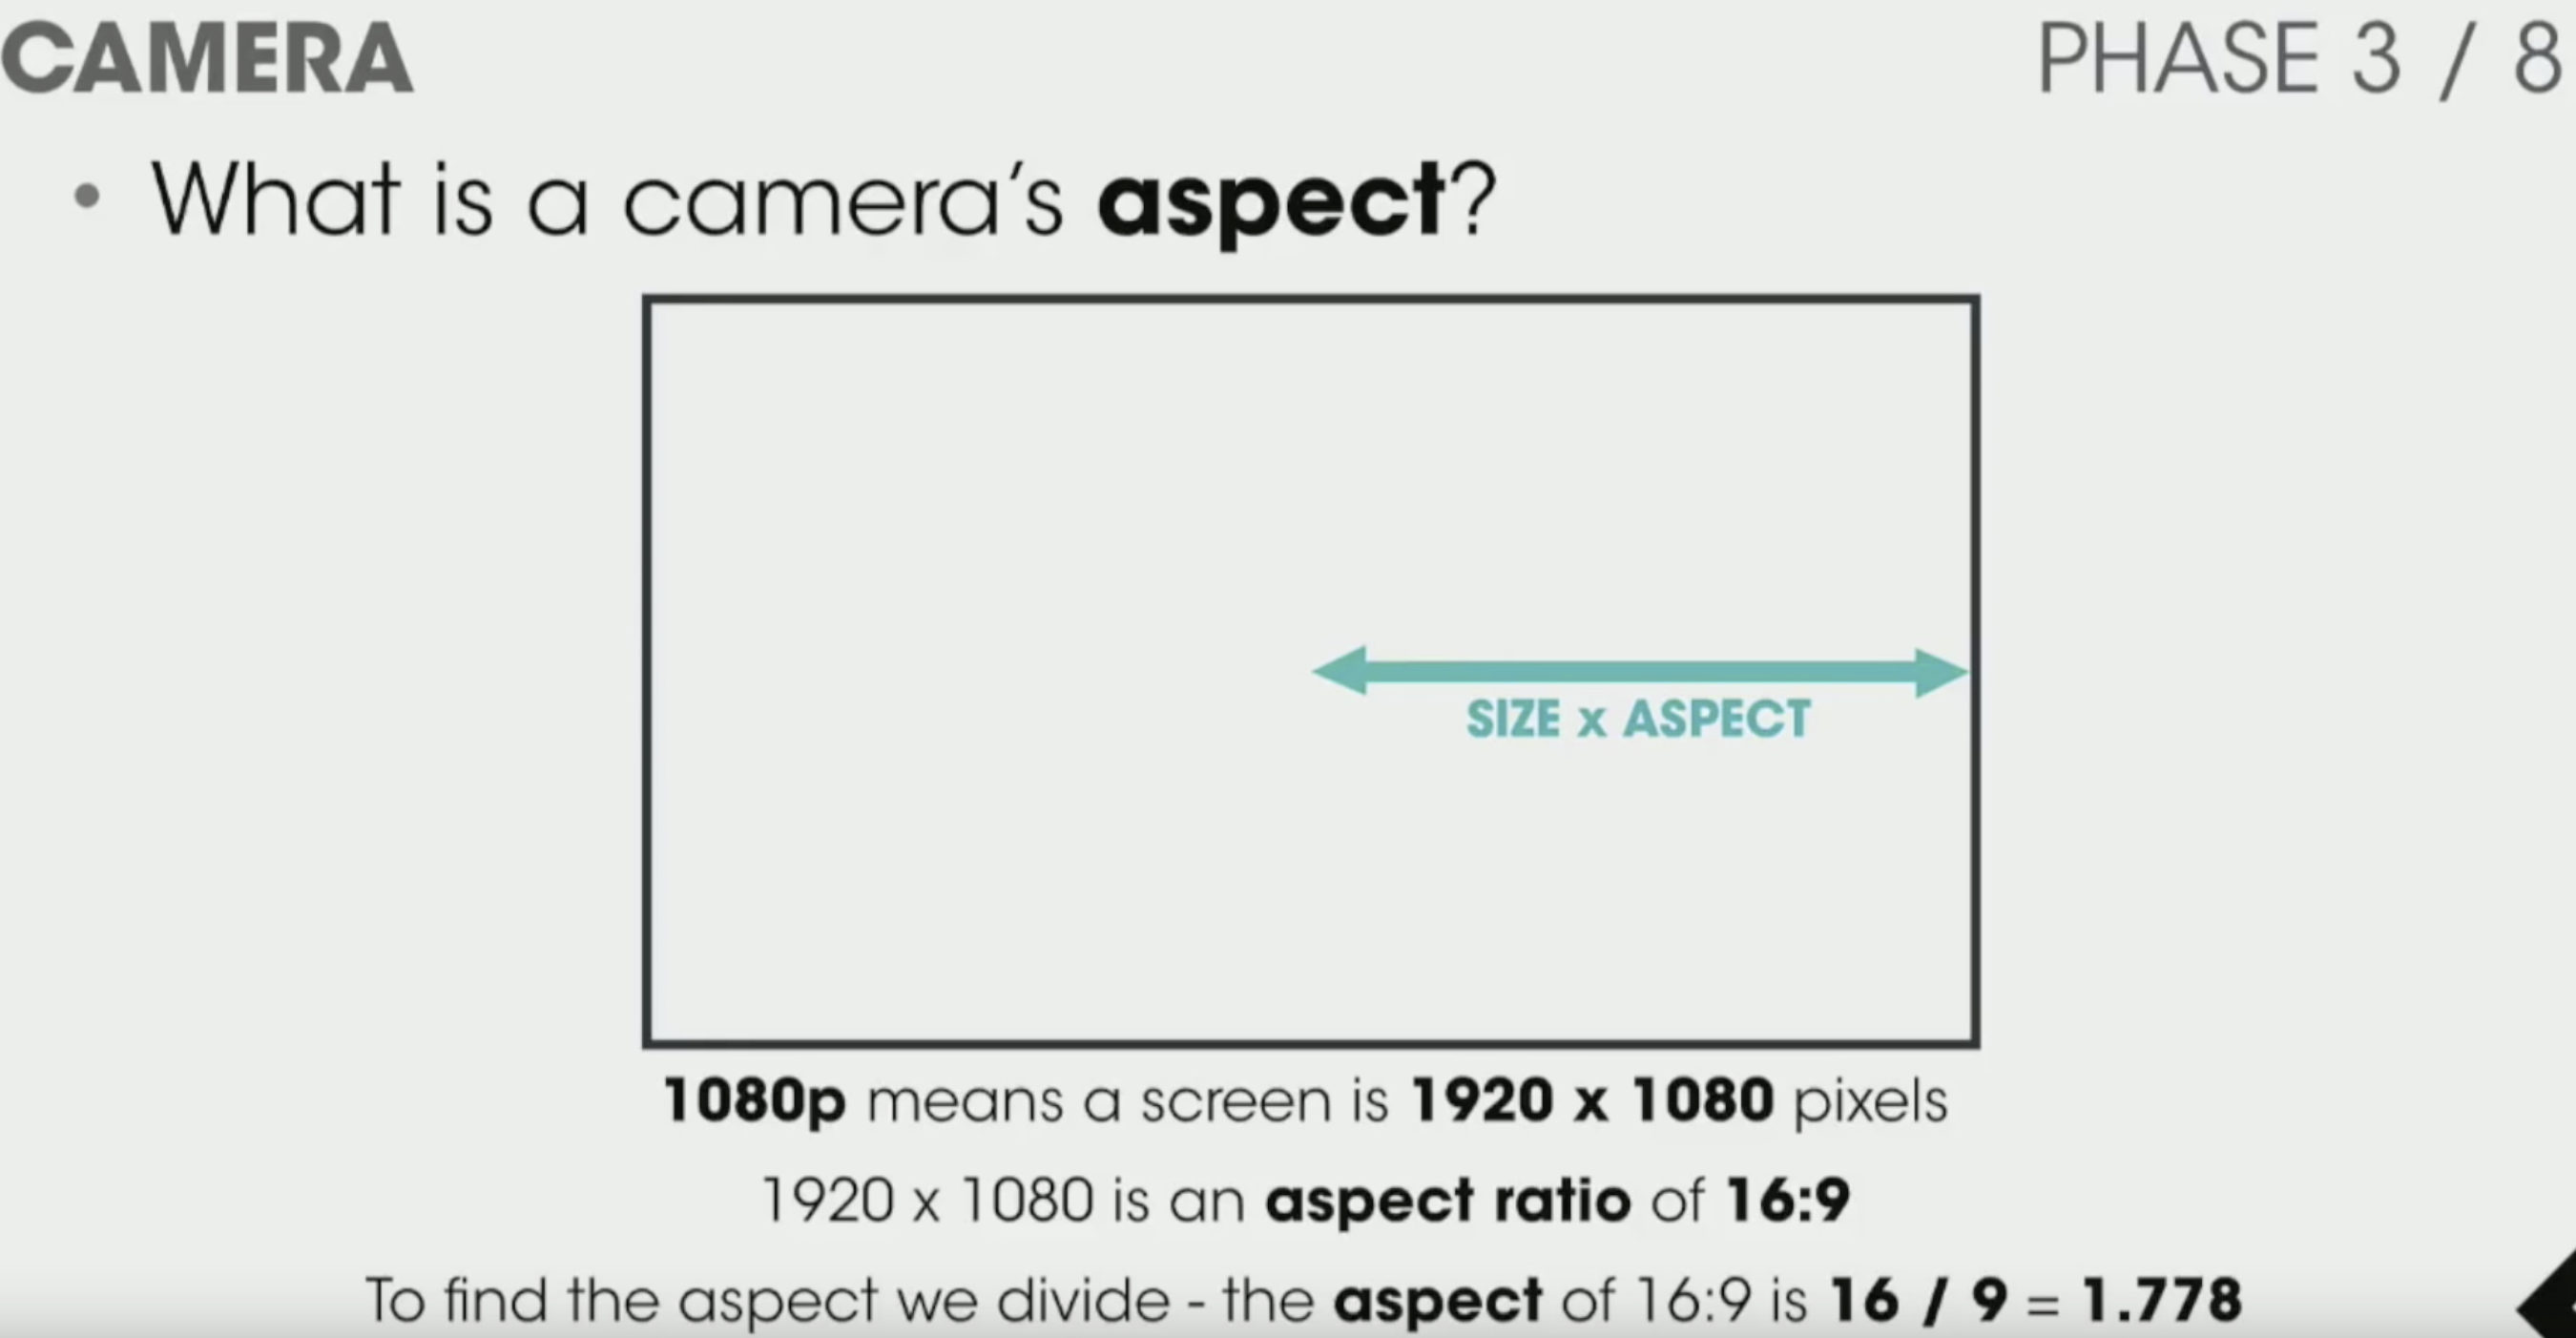 CAMERA
PHASE 3 / 8
• What is a camera’s aspect?
SIZE x ASPECT
1080p means a screen is 1920 x 1080 pixels
1920 x 1080 is an aspect ratio of 16:9
To find the aspect we divide - the aspect of 16:9 is 16 / 9 = 1.778